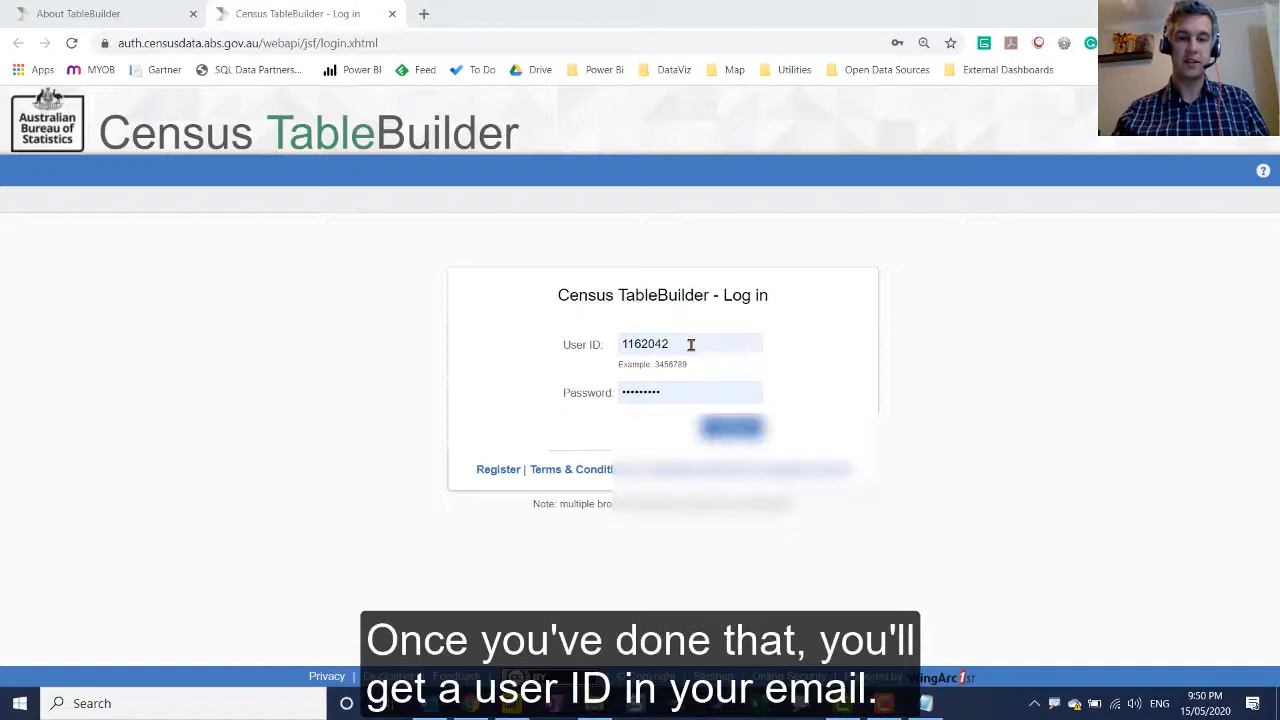 About TableBuilder
Census TableBuilder - Log in
auth.censusdata.abs.gov.au/webapi/jsf/login.xhtml
Apps
MYOB
Gartner
SQL Data Partners...
Power BI
Feed
To Do
Drive
Power Bi
DataViz
Map
Utilities
Open Data Sources
External Dashboards
Australian
Bureau of
Statistics
Census TableBuilder
Census TableBuilder - Log in
User ID: 1162042
Example: 3456789
Password: •••••••••
Register | Terms & Conditi
Note: multiple bro
Once you've done that, you'll
get a user ID in your email.
Privacy
WingArc1st
Search
ENG
9:50 PM
15/05/2020